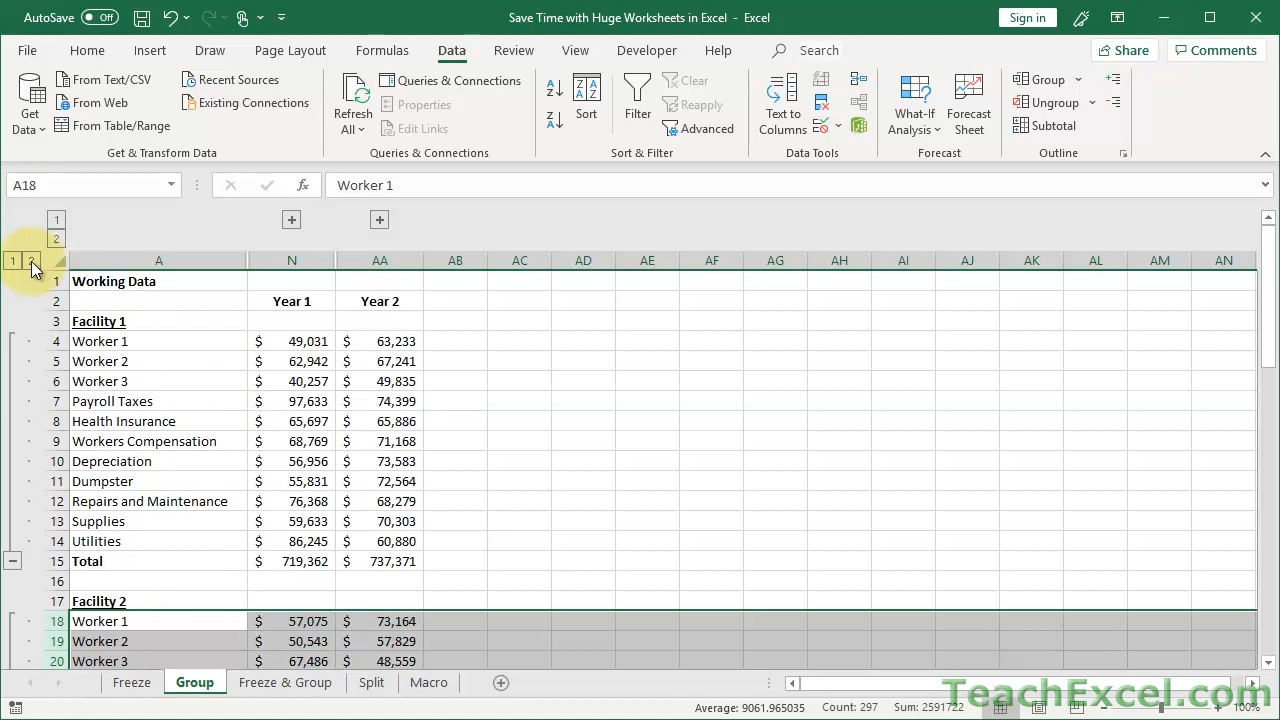 AutoSave Off Save Time with Huge Worksheets in Excel - Excel Sign in
File Home Insert Draw Page Layout Formulas Data Review View Developer Help Search Share Comments
Get Data
From Text/CSV
From Web
From Table/Range
Recent Sources
Existing Connections
Get & Transform Data
Refresh All
Queries & Connections
Properties
Edit Links
Queries & Connections
Sort
Filter
Clear
Reapply
Advanced
Sort & Filter
Text to Columns
Data Tools
What-If Analysis
Forecast Sheet
Forecast
Group
Ungroup
Subtotal
Outline
A18 fx Worker 1
1
2
1 A N AA AB AC AD AE AF AG AH AI AJ AK AL AM AN
1 Working Data
2 Year 1 Year 2
3 Facility 1
4 Worker 1 $ 49,031 $ 63,233
5 Worker 2 $ 62,942 $ 67,241
6 Worker 3 $ 40,257 $ 49,835
7 Payroll Taxes $ 97,633 $ 74,399
8 Health Insurance $ 65,697 $ 65,886
9 Workers Compensation $ 68,769 $ 71,168
10 Depreciation $ 56,956 $ 73,583
11 Dumpster $ 55,831 $ 72,564
12 Repairs and Maintenance $ 76,368 $ 68,279
13 Supplies $ 59,633 $ 70,303
14 Utilities $ 86,245 $ 60,880
15 Total $ 719,362 $ 737,371
16
17 Facility 2
18 Worker 1 $ 57,075 $ 73,164
19 Worker 2 $ 50,543 $ 57,829
20 Worker 3 $ 67,486 $ 48,559
Freeze Group Freeze & Group Split Macro
TeachExcel.com
Average: 9061.965035 Count: 297 Sum: 2591722 100%